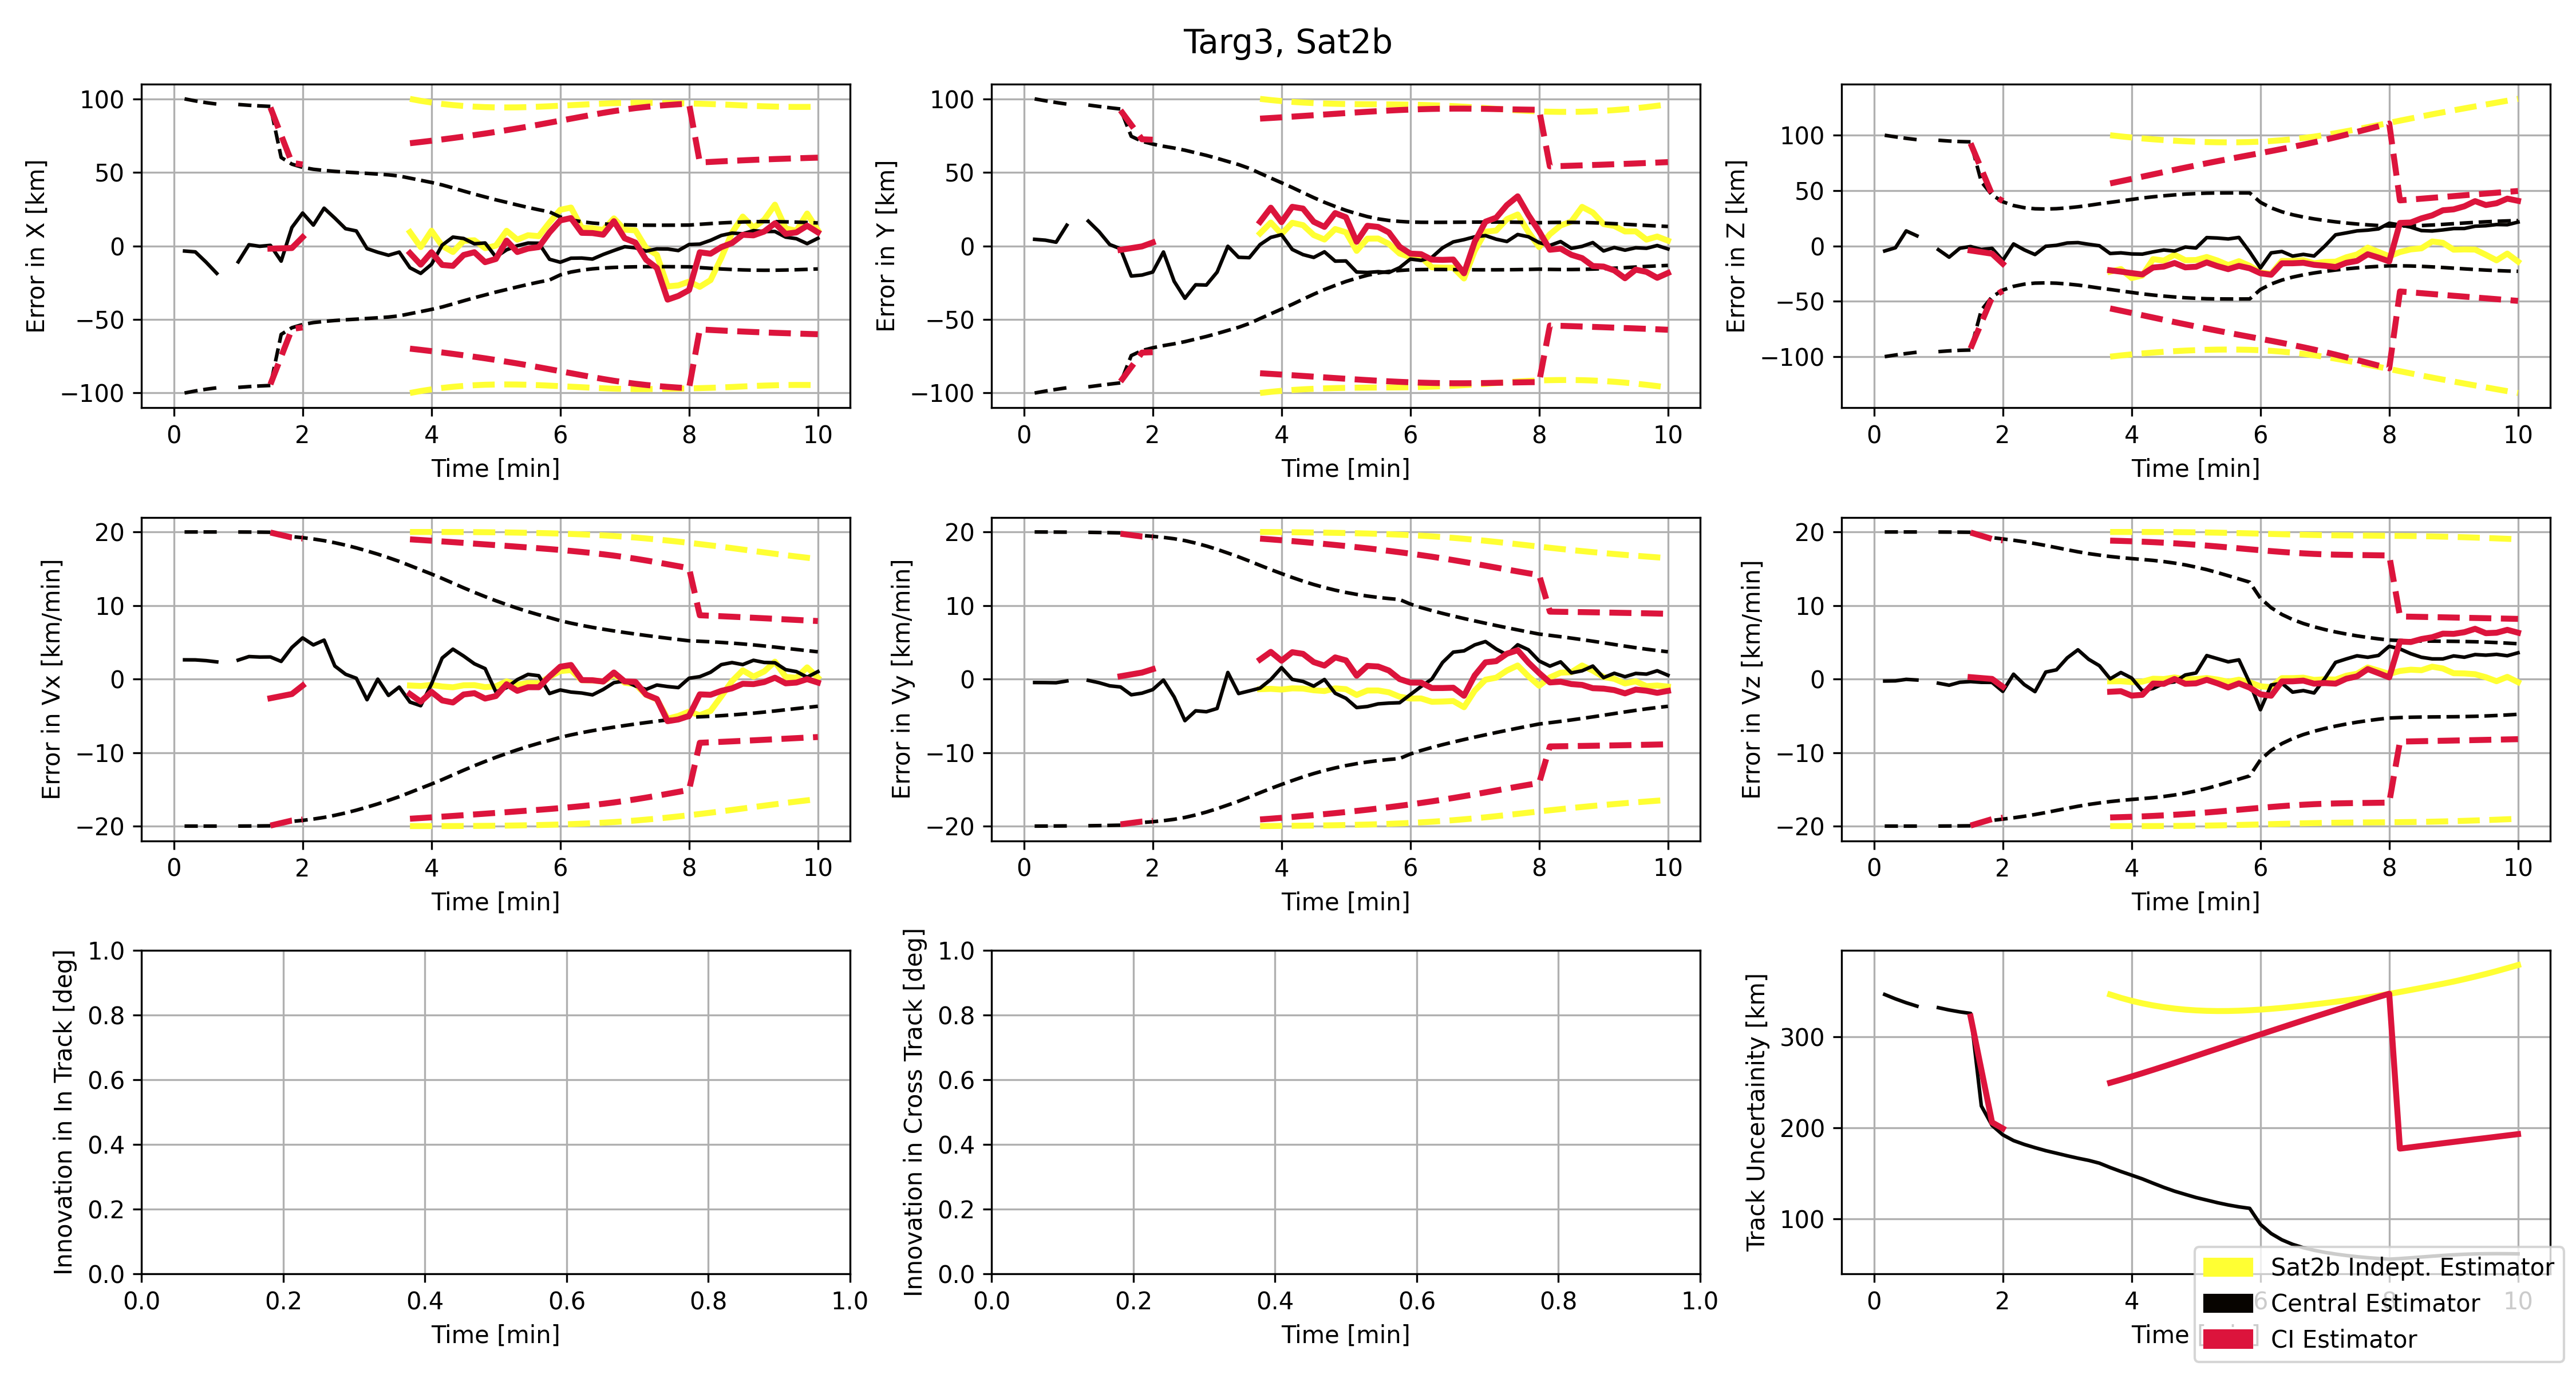 Targ3, Sat2b
Error in X [km]
100
50
0
−50
−100
0 2 4 6 8 10
Time [min]
Error in Y [km]
100
50
0
−50
−100
0 2 4 6 8 10
Time [min]
Error in Z [km]
100
50
0
−50
−100
0 2 4 6 8 10
Time [min]
Error in Vx [km/min]
20
10
0
−10
−20
0 2 4 6 8 10
Time [min]
Error in Vy [km/min]
20
10
0
−10
−20
0 2 4 6 8 10
Time [min]
Error in Vz [km/min]
20
10
0
−10
−20
0 2 4 6 8 10
Time [min]
Innovation in In Track [deg]
1.0
0.8
0.6
0.4
0.2
0.0
0.0 0.2 0.4 0.6 0.8 1.0
Time [min]
Innovation in Cross Track [deg]
1.0
0.8
0.6
0.4
0.2
0.0
0.0 0.2 0.4 0.6 0.8 1.0
Time [min]
Track Uncertainity [km]
300
200
100
0 2 4 6 8 10
Time
Sat2b Indept. Estimator
Central Estimator
CI Estimator